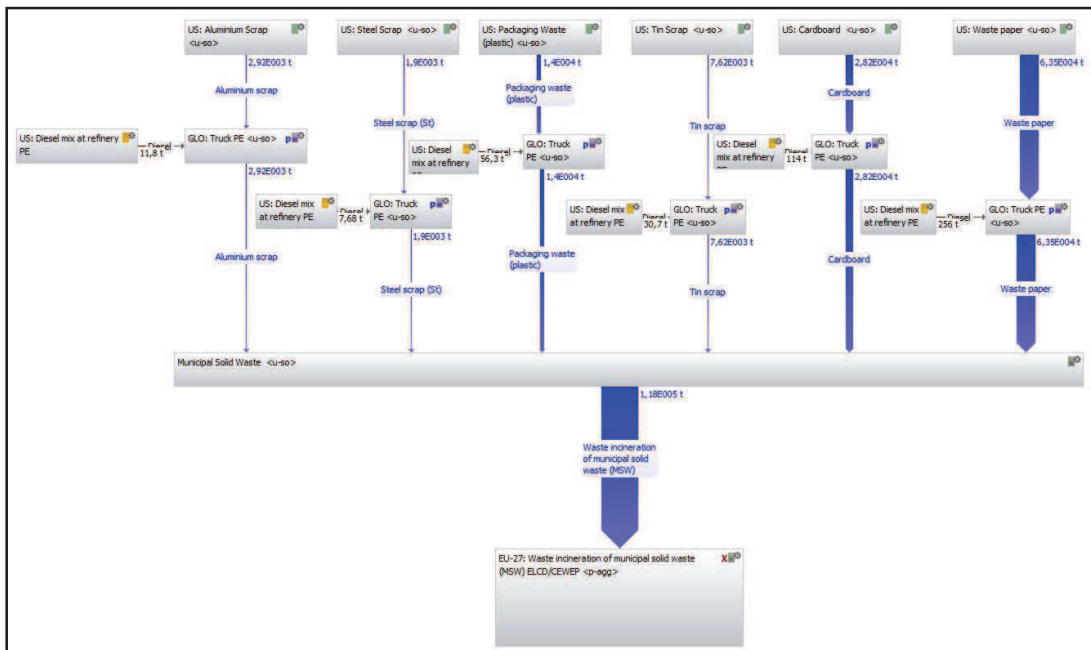 US: Aluminium Scrap
<u-so>
US: Steel Scrap <u-so>
US: Packaging Waste
(plastic) <u-so>
US: Tin Scrap <u-so>
US: Cardboard <u-so>
US: Waste paper <u-so>
2,92E003 t
1,9E003 t
1,4E004 t
7,62E003 t
2,82E004 t
6,35E004 t
Aluminium scrap
Packaging waste
(plastic)
Cardboard
Steel scrap (St)
Tin scrap
Waste paper
US: Diesel mix at refinery
PE
Diesel
11,8 t
GLO: Truck PE <u-so> p
US: Diesel
mix at refinery
Diesel
56,3 t
GLO: Truck p
PE <u-so>
US: Diesel
mix at refinery
Diesel
114 t
GLO: Truck p
PE <u-so>
2,92E003 t
1,4E004 t
2,82E004 t
US: Diesel mix
at refinery PE
Diesel
7,68 t
GLO: Truck p
PE <u-so>
US: Diesel mix
at refinery PE
Diesel
30,7 t
GLO: Truck p
PE <u-so>
US: Diesel mix
at refinery PE
Diesel
256 t
GLO: Truck PE p
<u-so>
1,9E003 t
7,62E003 t
6,35E004 t
Aluminium scrap
Packaging waste
(plastic)
Cardboard
Steel scrap (St)
Tin scrap
Waste paper
Municipal Solid Waste <u-so>
1,18E005 t
Waste incineration
of municipal solid
waste (MSW)
EU-27: Waste incineration of municipal solid waste X
(MSW) ELCD/CEWEP <p-agg>